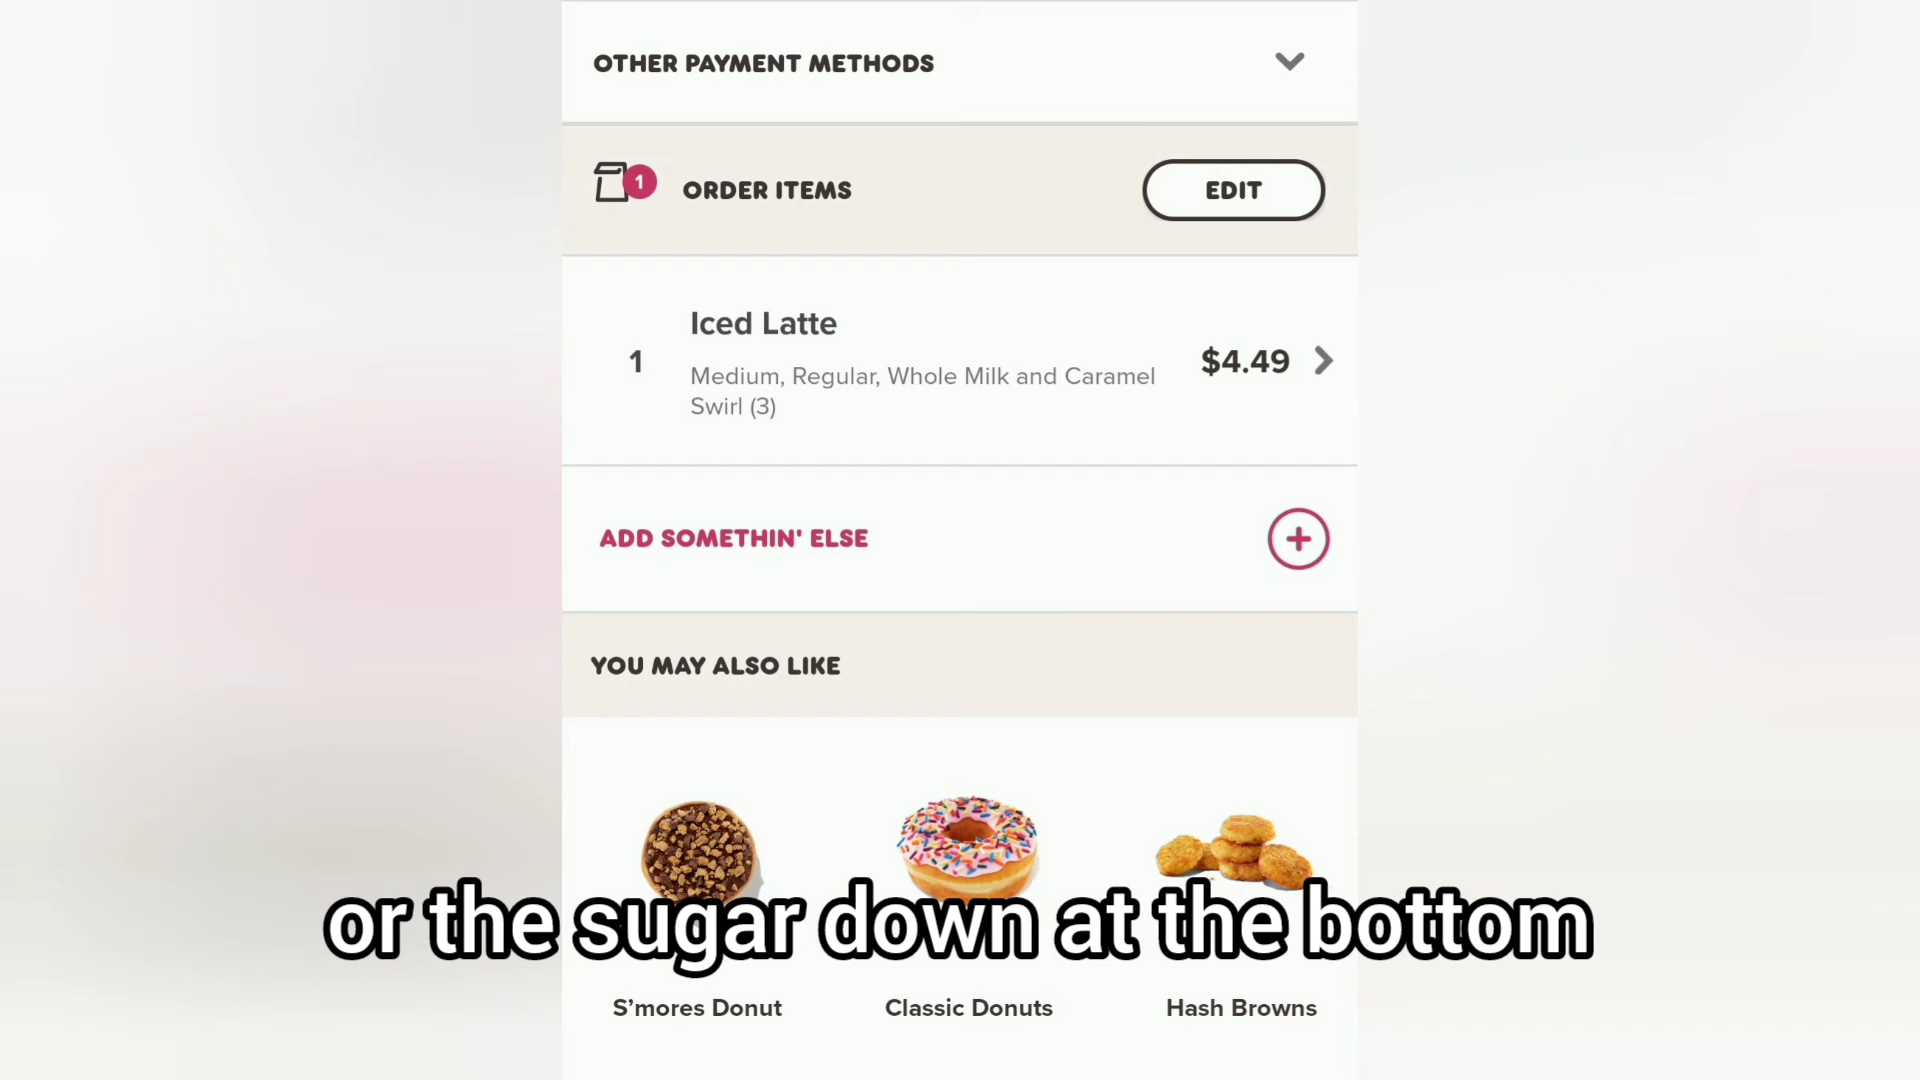 OTHER PAYMENT METHODS
1
ORDER ITEMS
EDIT
Iced Latte
1
$4.49
Medium, Regular, Whole Milk and Caramel
Swirl (3)
ADD SOMETHIN' ELSE
YOU MAY ALSO LIKE
or the sugar down at the bottom
S’mores Donut
Classic Donuts
Hash Browns